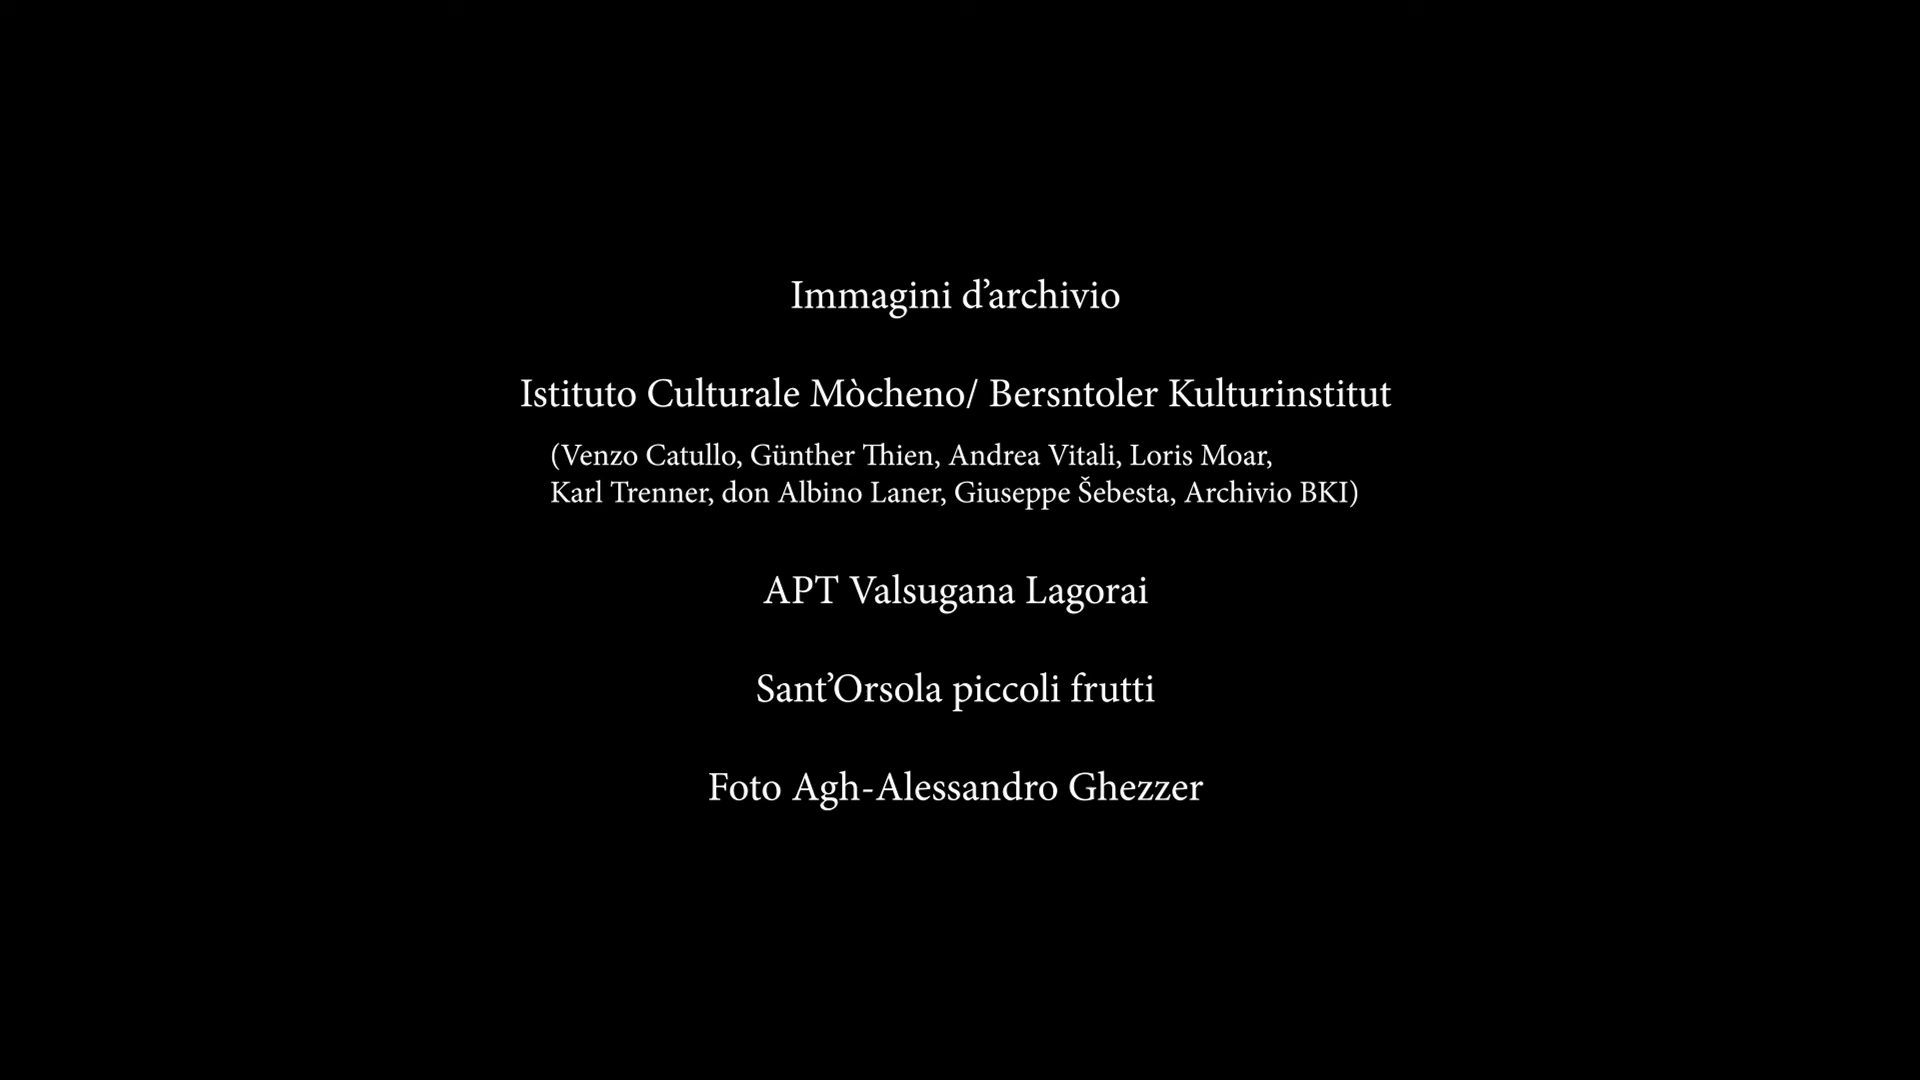 Immagini d’archivio
Istituto Culturale Mòcheno/ Bersntoler Kulturinstitut
(Venzo Catullo, Günther Thien, Andrea Vitali, Loris Moar,
Karl Trenner, don Albino Laner, Giuseppe Šebesta, Archivio BKI)
APT Valsugana Lagorai
Sant’Orsola piccoli frutti
Foto Agh-Alessandro Ghezzer